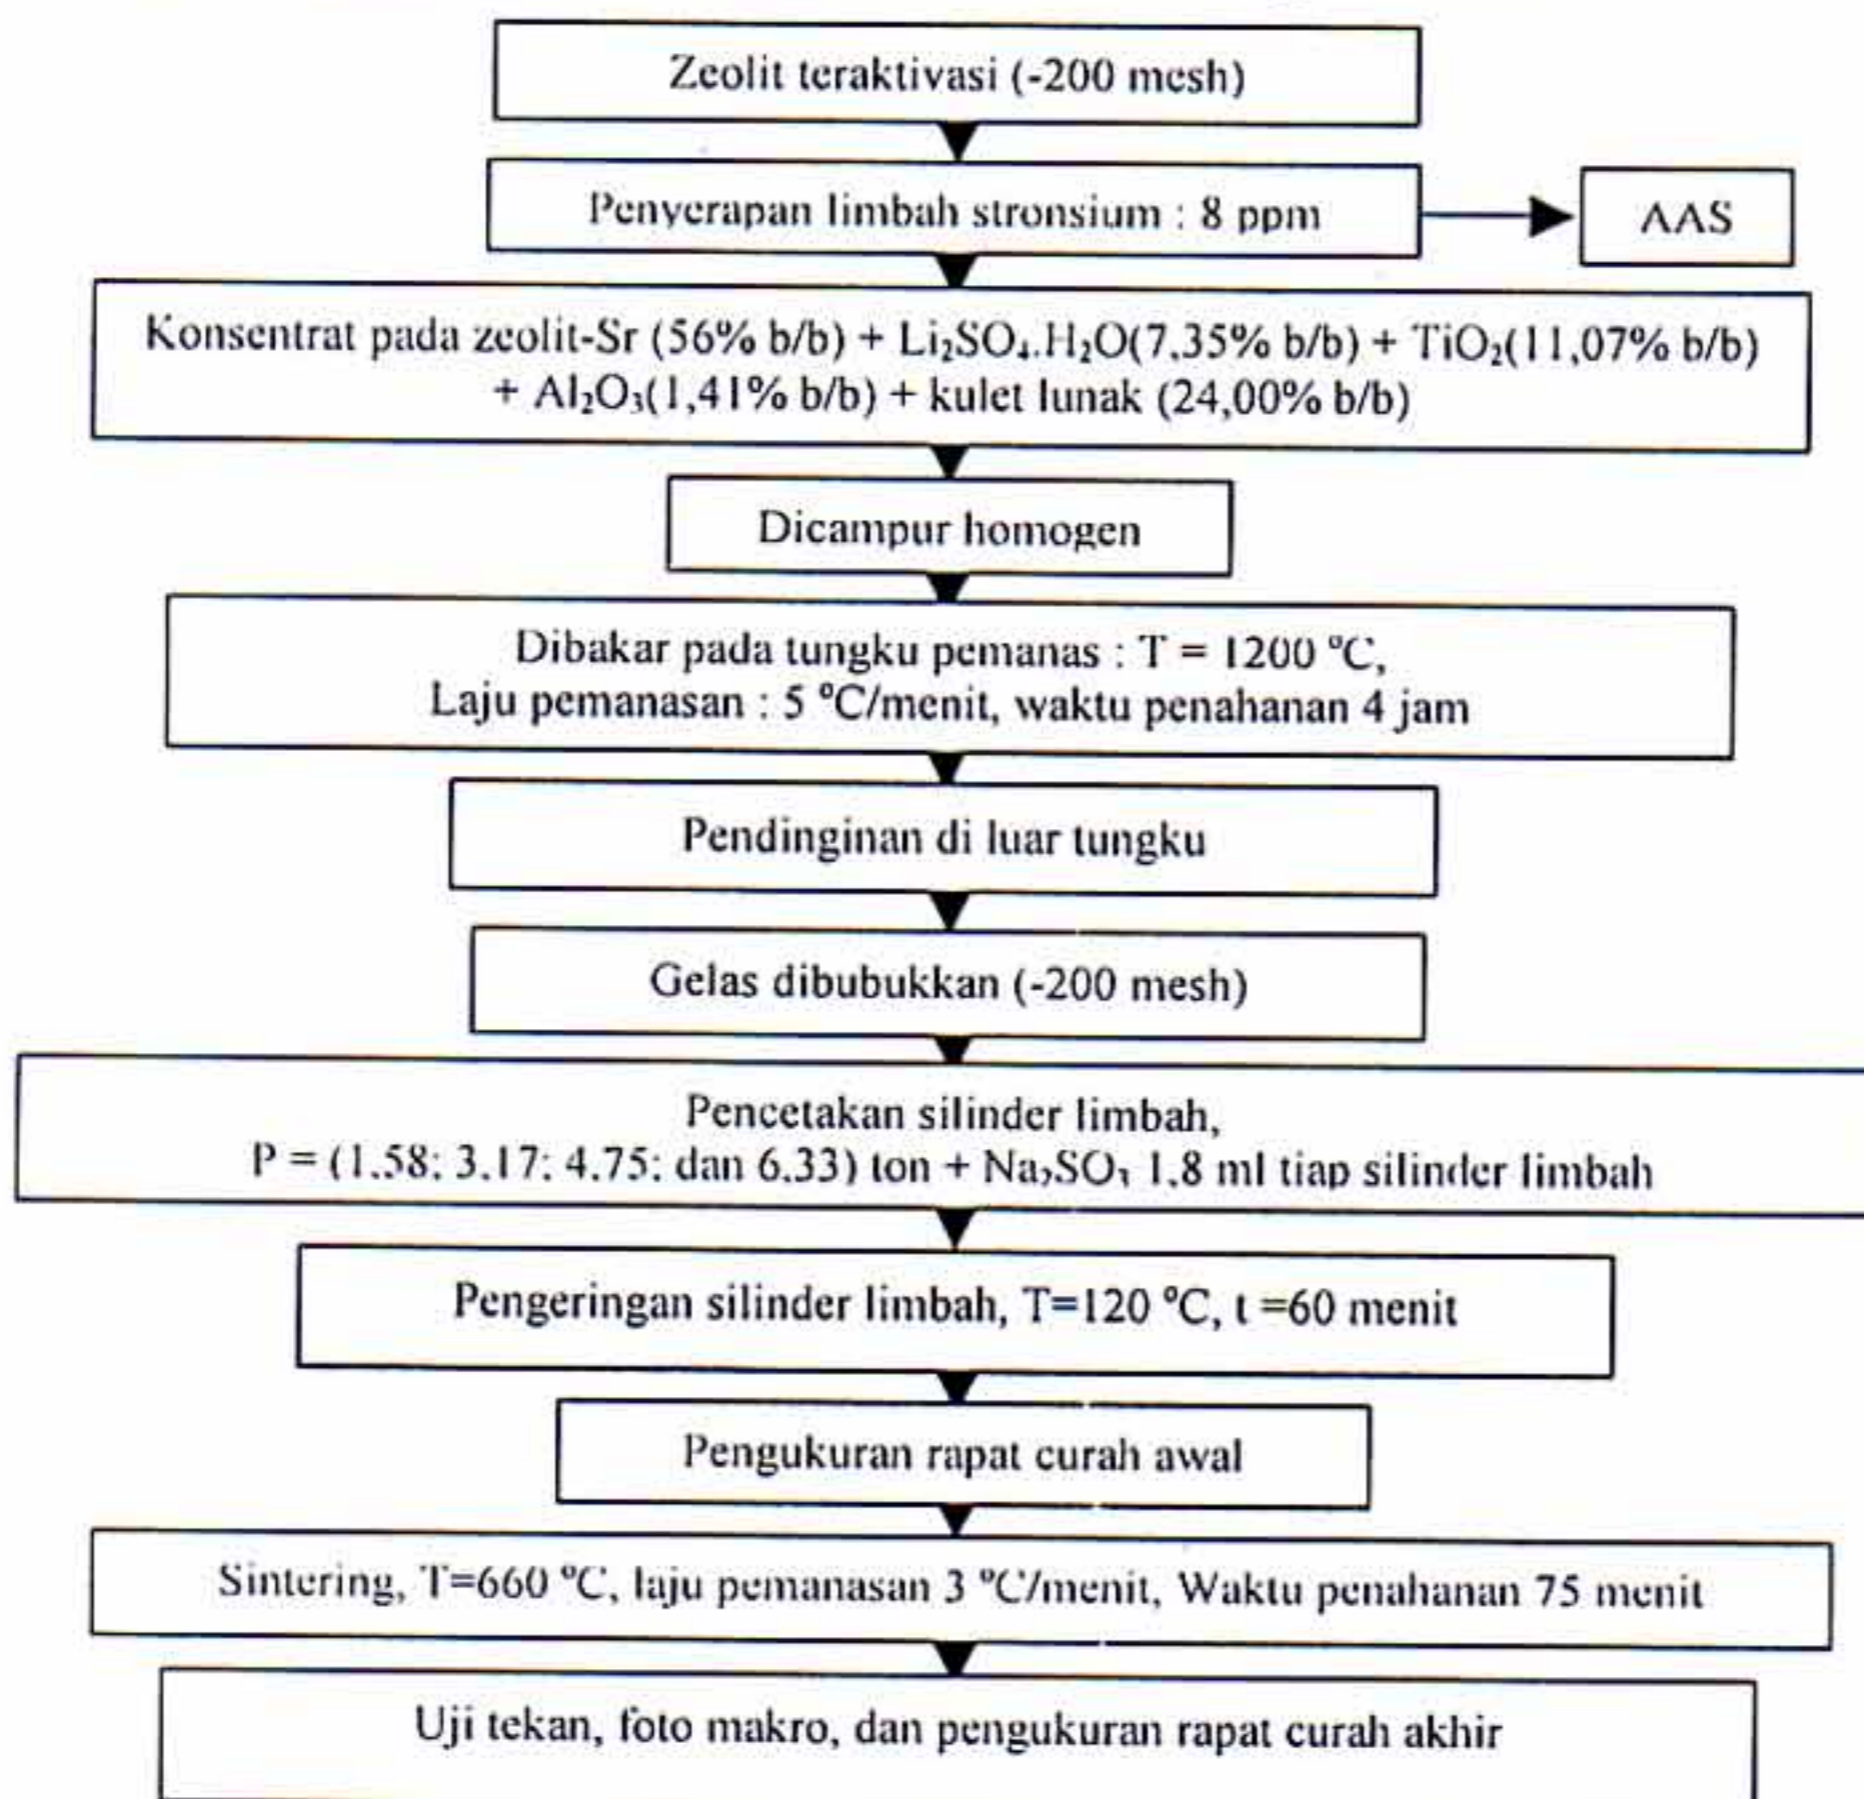 Zeolit teraktivasi (-200 mesh)
Penyerapan limbah stronsium : 8 ppm
AAS
Konsentrat pada zeolit-Sr (56% b/b) + Li₂SO₄.H₂O(7,35% b/b) + TiO₂(11,07% b/b)
+ Al₂O₃(1,41% b/b) + kulet lunak (24,00% b/b)
Dicampur homogen
Dibakar pada tungku pemanas : T = 1200 °C,
Laju pemanasan : 5 °C/menit, waktu penahanan 4 jam
Pendinginan di luar tungku
Gelas dibubukkan (-200 mesh)
Pencetakan silinder limbah,
P = (1.58; 3.17; 4.75; dan 6.33) ton + 1.8 ml tiap silinder limbah
Pengeringan silinder limbah, T=120 °C, t =60 menit
Pengukuran rapat curah awal
Sintering, T=660 °C, laju pemanasan 3 °C/menit, Waktu penahanan 75 menit
Uji tekan, foto makro, dan pengukuran rapat curah akhir